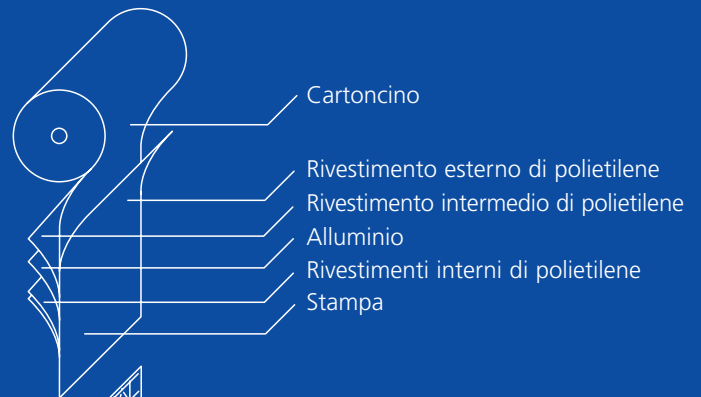 Cartoncino
Rivestimento esterno di polietilene
Rivestimento intermedio di polietilene
Alluminio
Rivestimenti interni di polietilene
Stampa